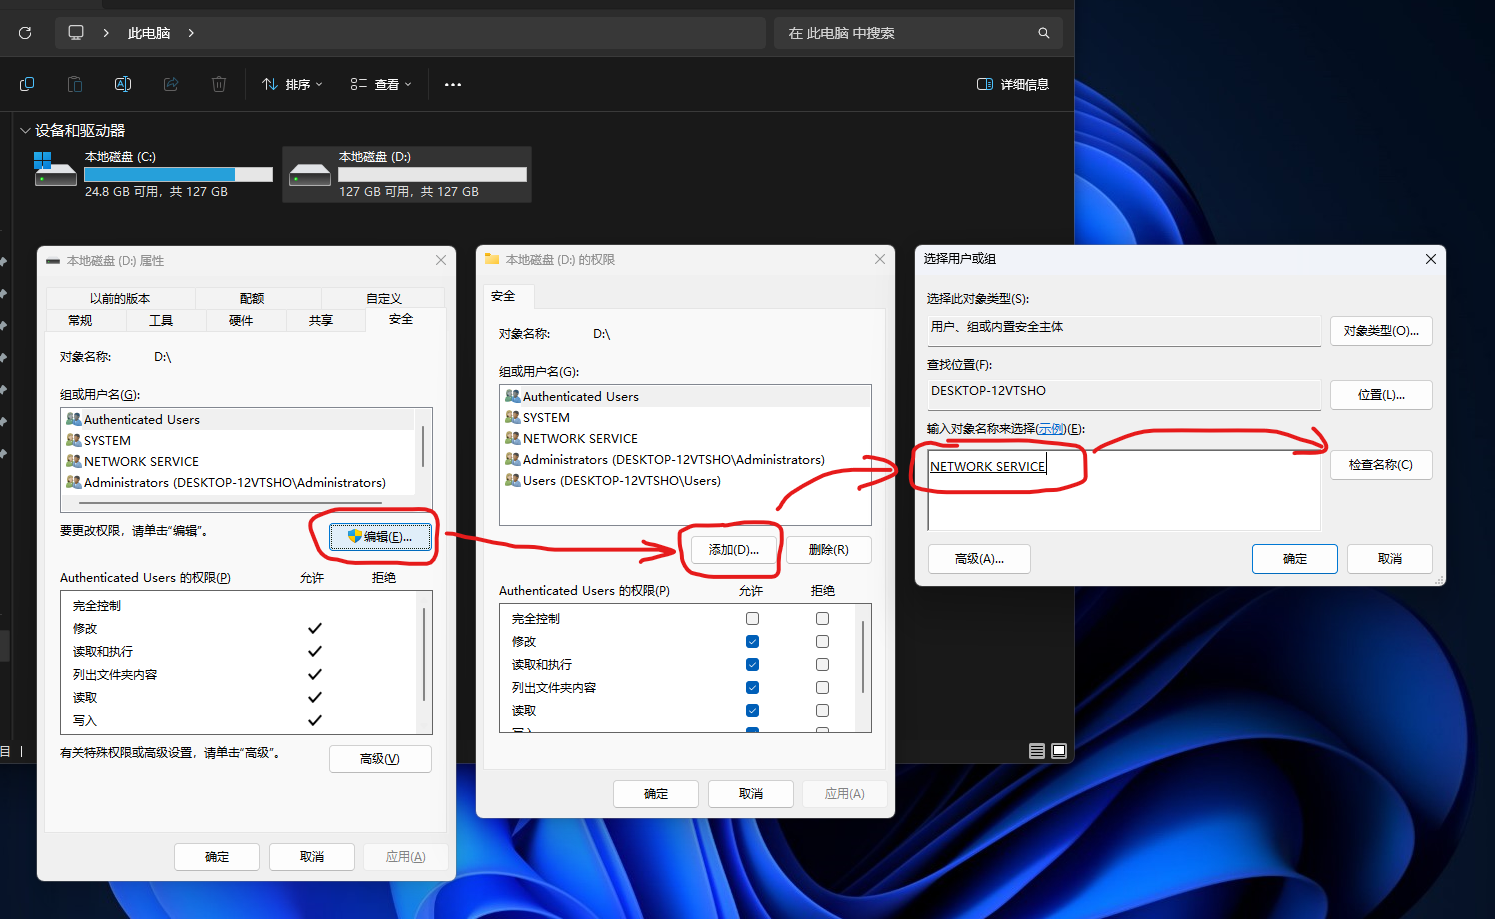 此电脑
在 此电脑 中搜索
排序
查看
详细信息
设备和驱动器
本地磁盘 (C:)
24.8 GB 可用，共 127 GB
本地磁盘 (D:)
127 GB 可用，共 127 GB
本地磁盘 (D:) 属性
以前的版本 配额 自定义
常规 工具 硬件 共享 安全
对象名称: D:\
组或用户名(G):
Authenticated Users
SYSTEM
NETWORK SERVICE
Administrators (DESKTOP-12VTSHO\Administrators)
要更改权限，请单击“编辑”。
编辑(E)...
Authenticated Users 的权限(P) 允许 拒绝
完全控制
修改
读取和执行
列出文件夹内容
读取
写入
有关特殊权限或高级设置，请单击“高级”。
高级(V)
确定 取消 应用(A)
本地磁盘 (D:) 的权限
安全
对象名称: D:\
组或用户名(G):
Authenticated Users
SYSTEM
NETWORK SERVICE
Administrators (DESKTOP-12VTSHO\Administrators)
Users (DESKTOP-12VTSHO\Users)
添加(D)... 删除(R)
Authenticated Users 的权限(P) 允许 拒绝
完全控制
修改
读取和执行
列出文件夹内容
读取
确定 取消 应用(A)
选择用户或组
选择此对象类型(S):
用户、组或内置安全主体
对象类型(O)...
查找位置(F):
DESKTOP-12VTSHO
位置(L)...
输入对象名称来选择(示例)(E):
NETWORK SERVICE
检查名称(C)
高级(A)... 确定 取消
目